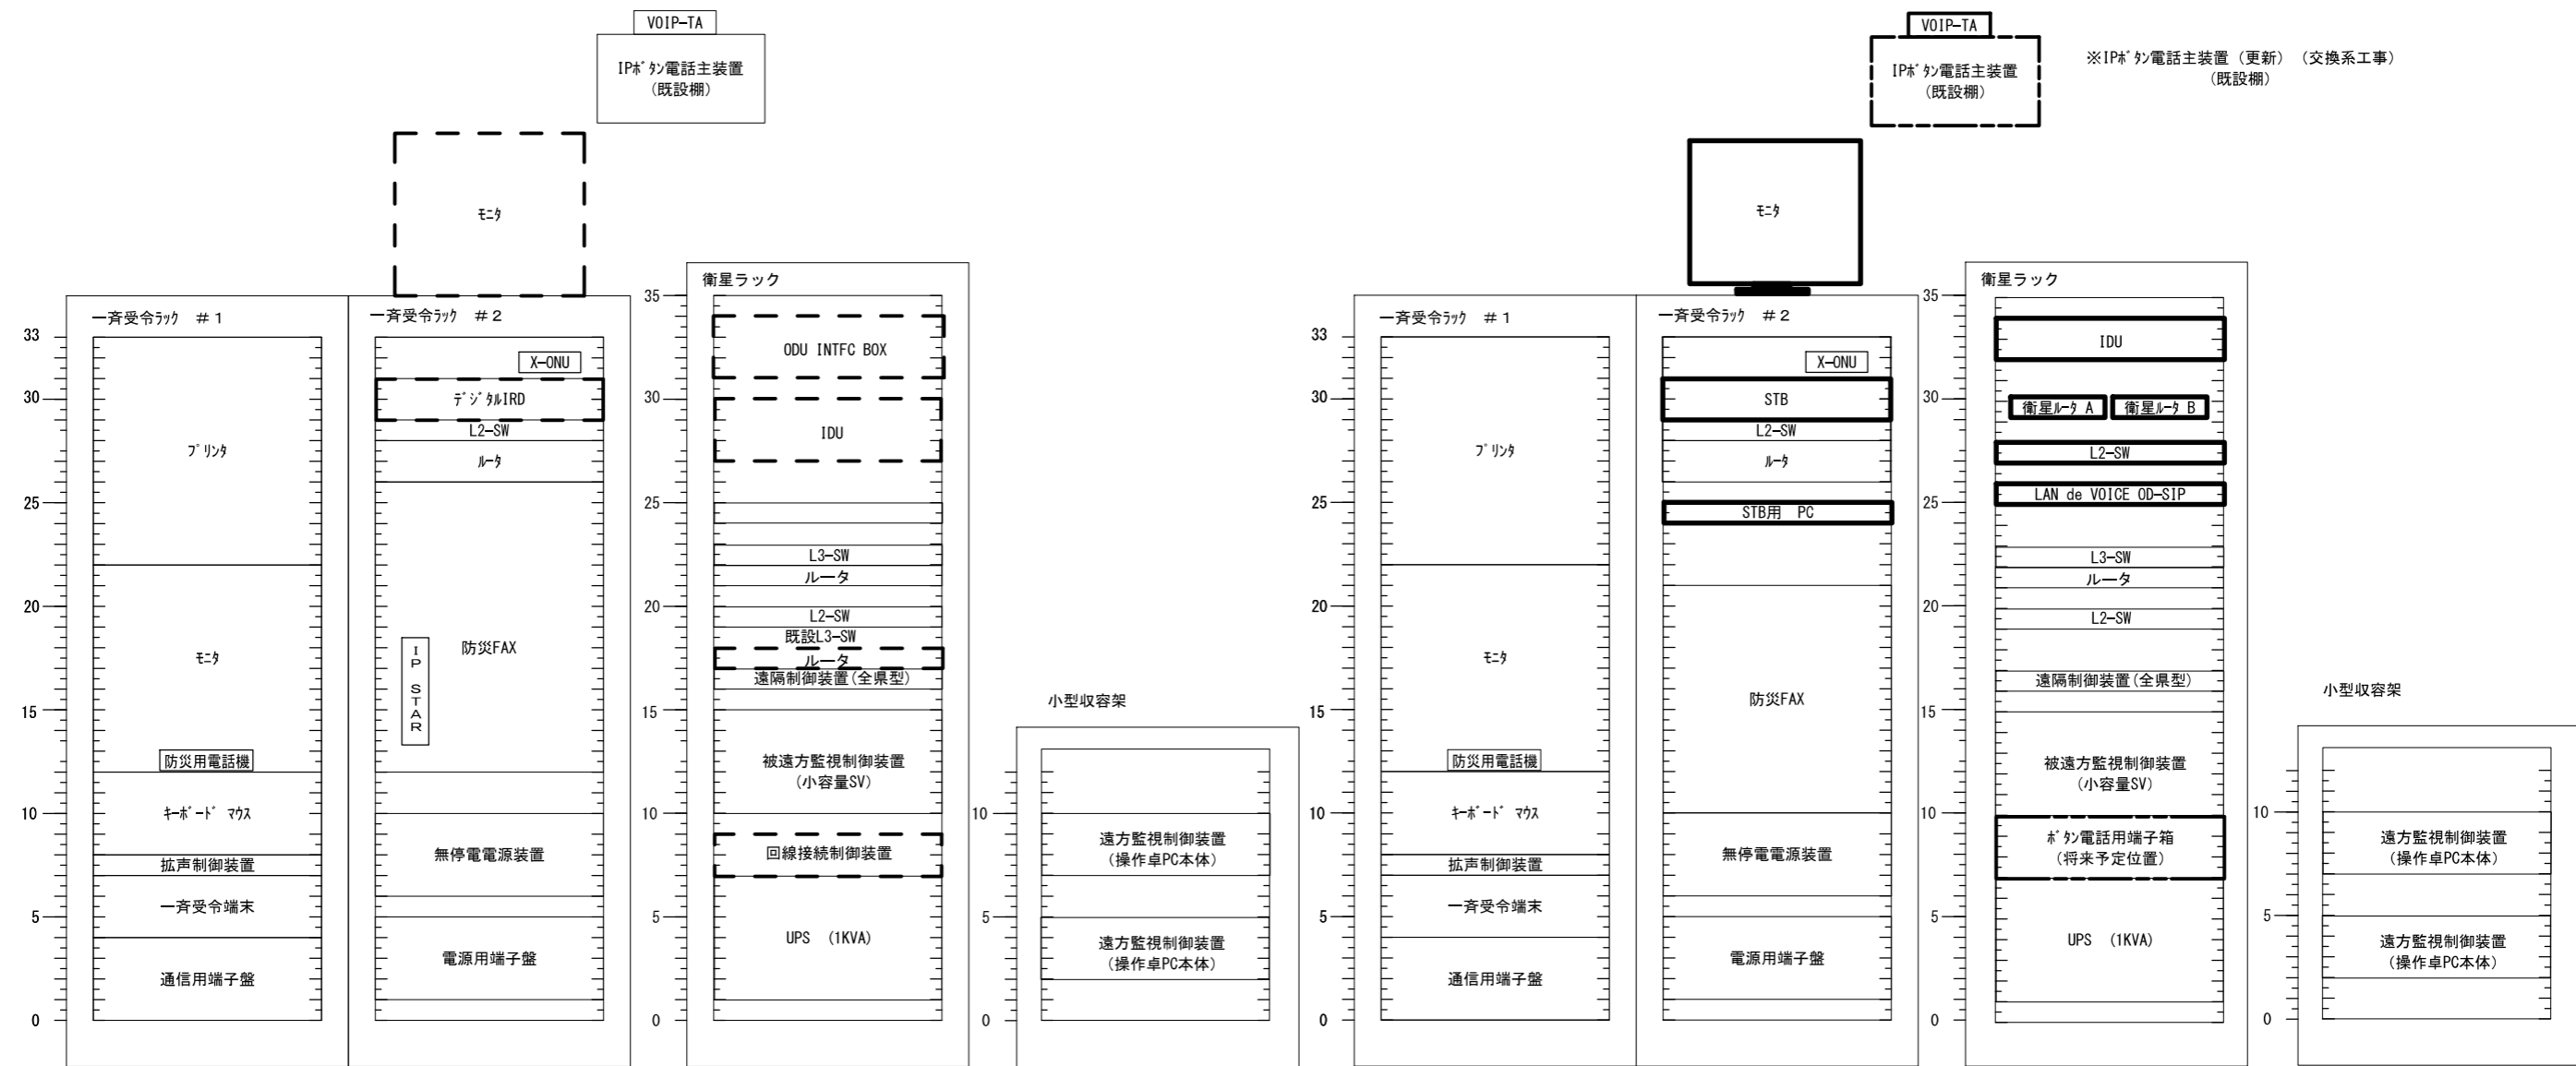 VOIP-TA
IPﾎﾞﾀﾝ電話主装置
(既設棚)
ﾓﾆﾀ
一斉受令ﾗｯｸ ＃１
33
30
25
20
15
10
5
0
ﾌﾟﾘﾝﾀ
ﾓﾆﾀ
防災用電話機
ｷｰﾎﾞｰﾄﾞ ﾏｳｽ
拡声制御装置
一斉受令端末
通信用端子盤
一斉受令ﾗｯｸ ＃２
X-ONU
ﾃﾞｼﾞﾀﾙIRD
L2-SW
ﾙｰﾀ
防災FAX
IP STAR
無停電電源装置
電源用端子盤
衛星ラック
35
30
25
20
15
10
5
0
ODU INTFC BOX
IDU
L3-SW
ルータ
L2-SW
既設L3-SW
ルータ
遠隔制御装置(全県型)
被遠方監視制御装置
(小容量SV)
回線接続制御装置
UPS (1KVA)
小型収容架
10
5
0
遠方監視制御装置
(操作卓PC本体)
遠方監視制御装置
(操作卓PC本体)
VOIP-TA
IPﾎﾞﾀﾝ電話主装置
(既設棚)
※IPﾎﾞﾀﾝ電話主装置（更新）（交換系工事）
(既設棚)
ﾓﾆﾀ
一斉受令ﾗｯｸ ＃１
33
30
25
20
15
10
5
0
ﾌﾟﾘﾝﾀ
ﾓﾆﾀ
防災用電話機
ｷｰﾎﾞｰﾄﾞ ﾏｳｽ
拡声制御装置
一斉受令端末
通信用端子盤
一斉受令ﾗｯｸ ＃２
X-ONU
STB
L2-SW
ﾙｰﾀ
STB用 PC
防災FAX
無停電電源装置
電源用端子盤
衛星ラック
35
30
25
20
15
10
5
0
IDU
衛星ﾙｰﾀ A
衛星ﾙｰﾀ B
L2-SW
LAN de VOICE OD-SIP
L3-SW
ルータ
L2-SW
遠隔制御装置(全県型)
被遠方監視制御装置
(小容量SV)
ﾎﾞﾀﾝ電話用端子箱
(将来予定位置)
UPS (1KVA)
小型収容架
10
5
0
遠方監視制御装置
(操作卓PC本体)
遠方監視制御装置
(操作卓PC本体)